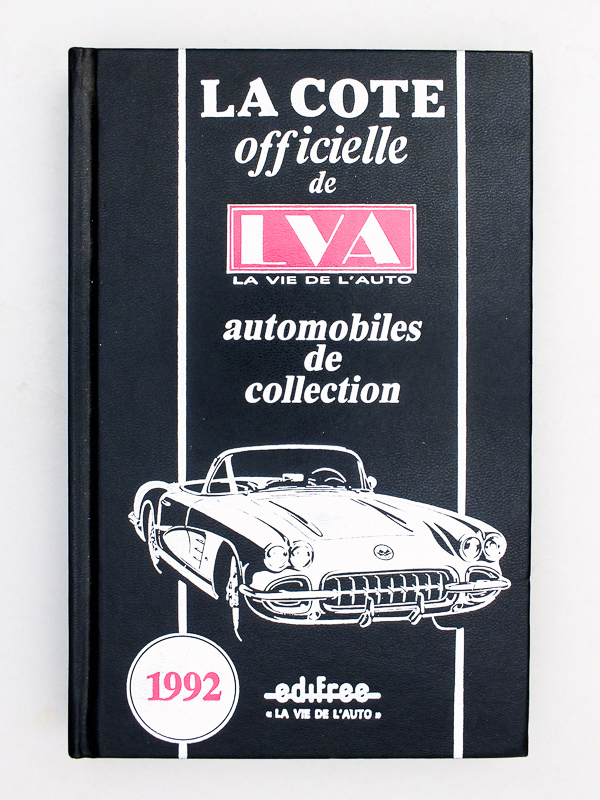 LA COTE
officielle
de
LVA
LA VIE DE L'AUTO
automobiles
de
collection
1992
edifree
« LA VIE DE L'AUTO »